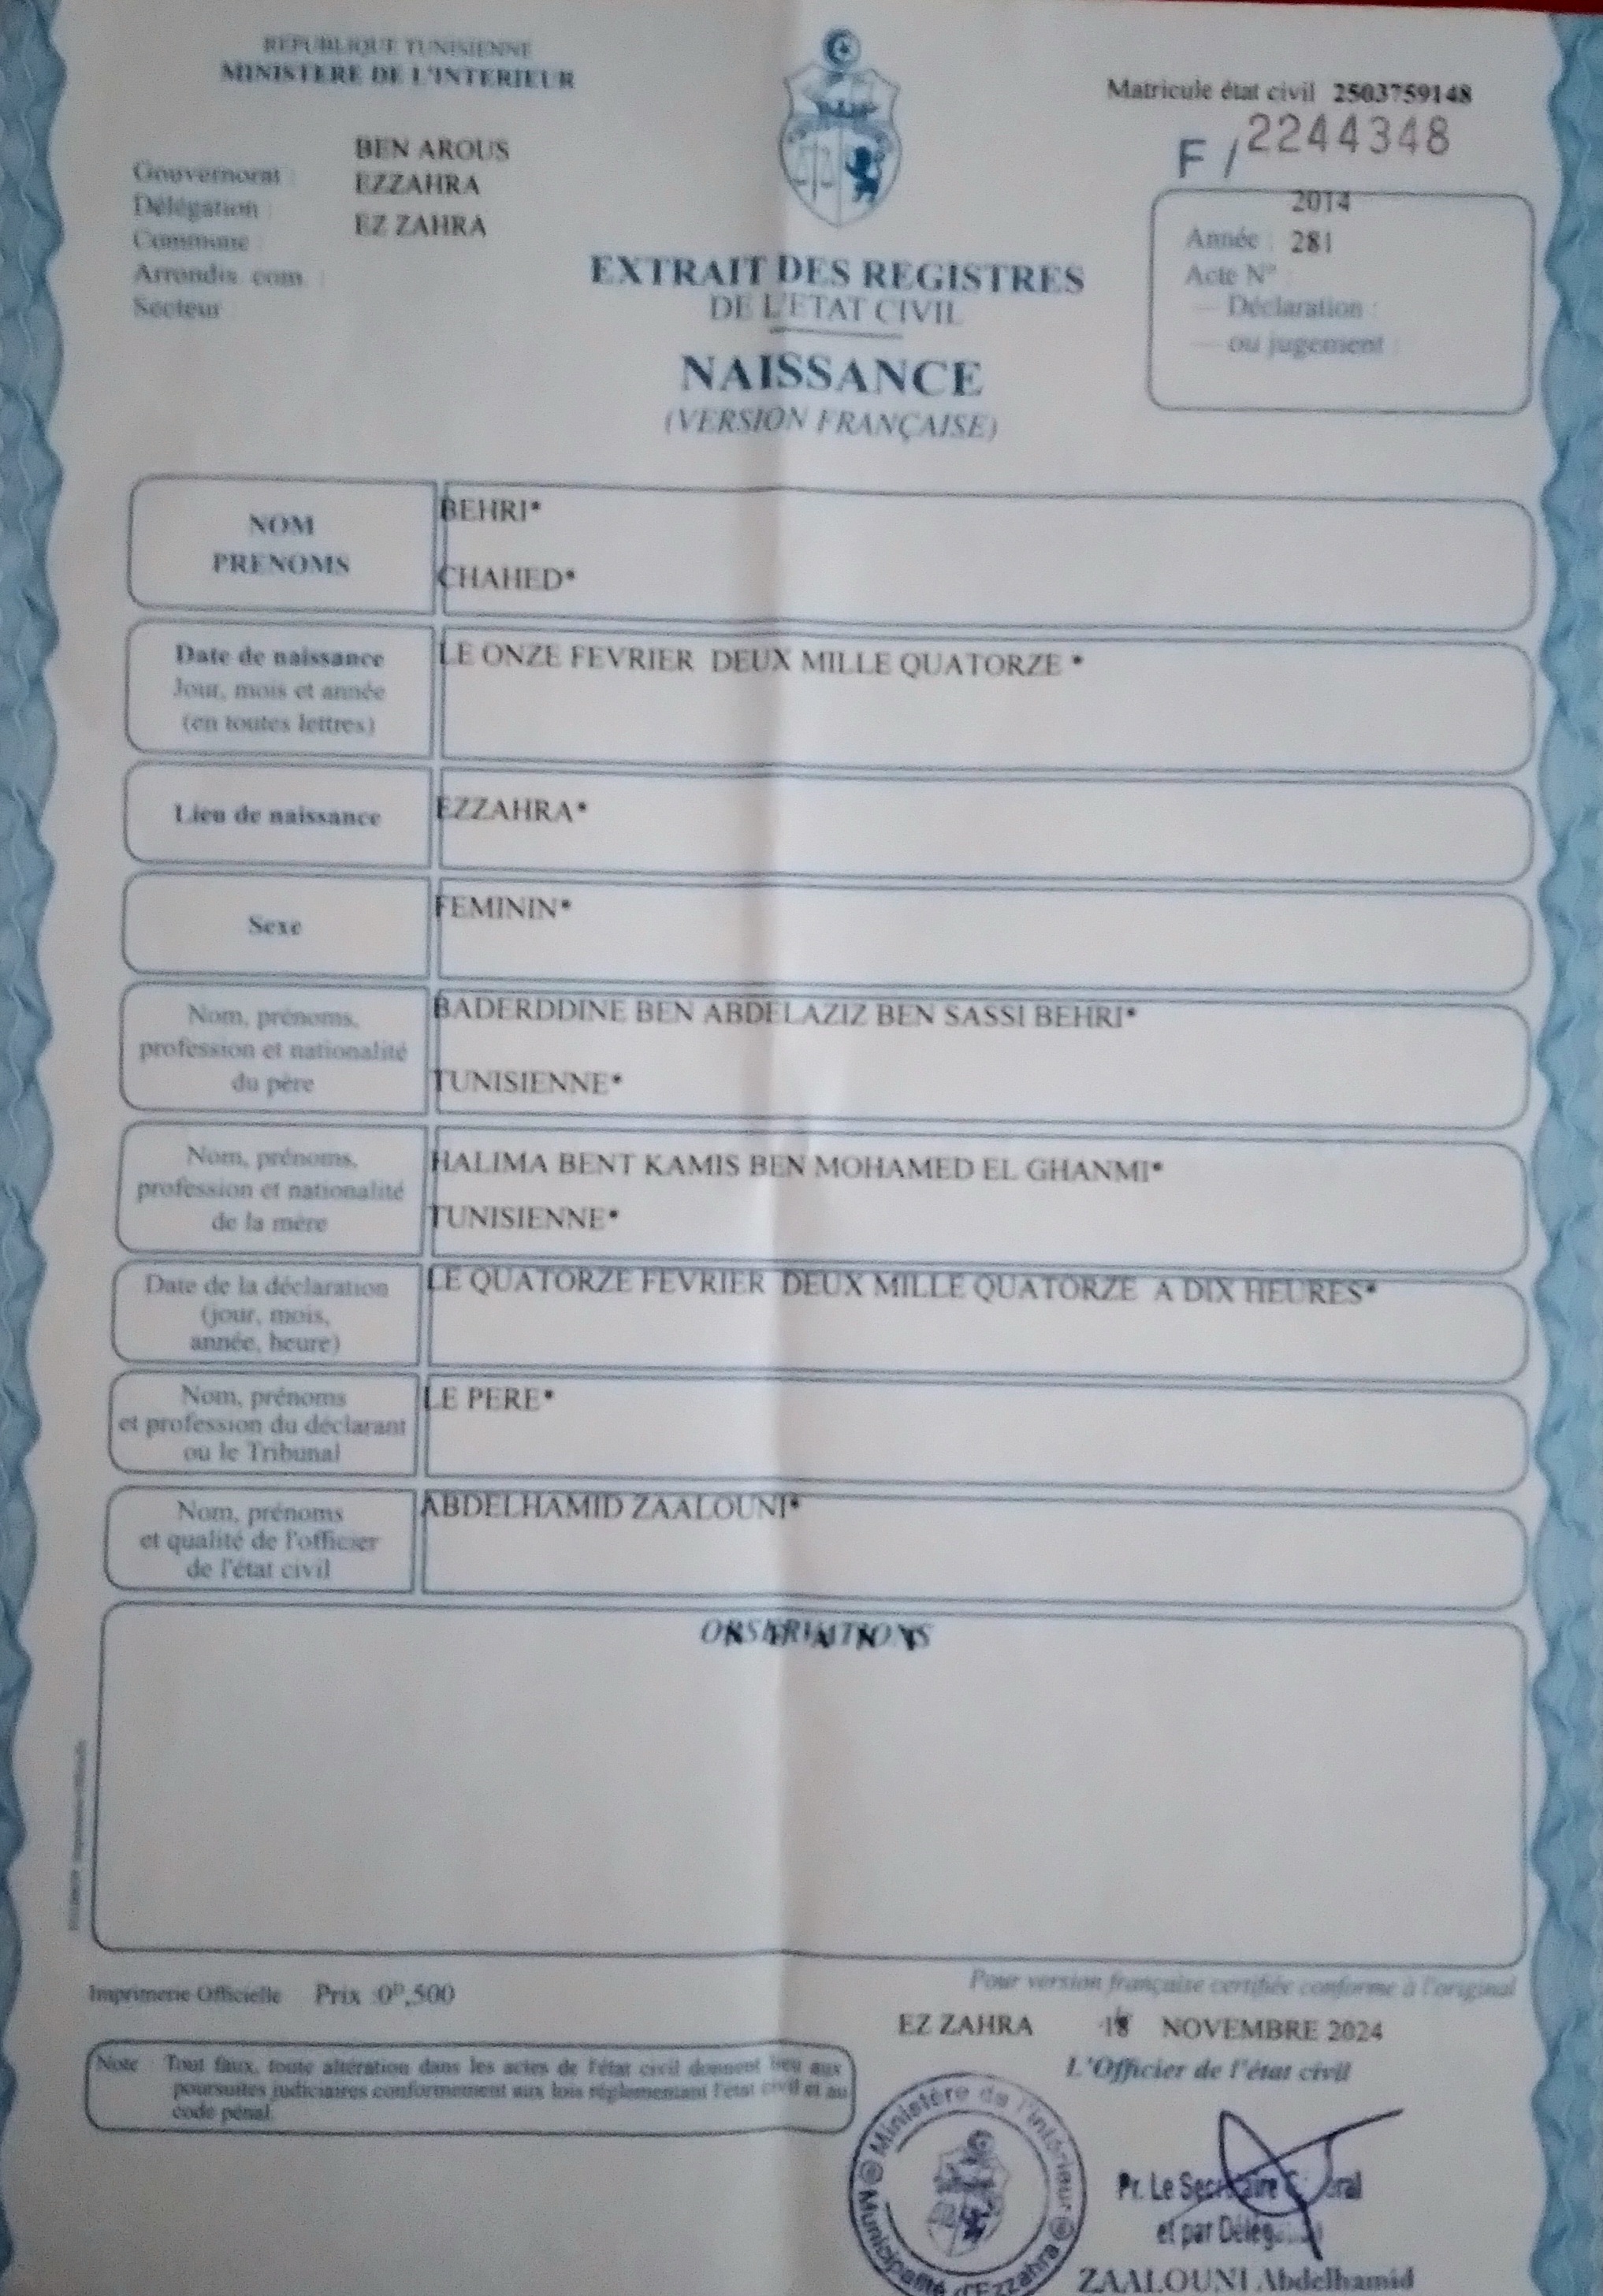 REPUBLIQUE TUNISIENNE
MINISTERE DE L'INTERIEUR
Matricule état civil 2503759148
F / 2244348
Gouvernorat : BEN AROUS
Délégation : EZZAHRA
Commune : EZ ZAHRA
Arrondis. com. :
Secteur
2014
Année : 281
Acte N° :
— Déclaration :
— ou jugement :
EXTRAIT DES REGISTRES
DE L'ETAT CIVIL
NAISSANCE
(VERSION FRANÇAISE)
NOM
PRENOMS
BEHRI*
CHAHED*
Date de naissance
Jour, mois et année
(en toutes lettres)
LE ONZE FEVRIER DEUX MILLE QUATORZE *
Lieu de naissance
EZZAHRA*
Sexe
FEMININ*
Nom, prénoms,
profession et nationalité
du père
BADERDDINE BEN ABDELAZIZ BEN SASSI BEHRI*
TUNISIENNE*
Nom, prénoms,
profession et nationalité
de la mère
HALIMA BENT KAMIS BEN MOHAMED EL GHANMI*
TUNISIENNE*
Date de la déclaration
(jour, mois,
année, heure)
LE QUATORZE FEVRIER DEUX MILLE QUATORZE A DIX HEURES*
Nom, prénoms
et profession du déclarant
ou le Tribunal
LE PERE*
Nom, prénoms
et qualité de l'officier
de l'état civil
ABDELHAMID ZAALOUNI*
OBSERVATIONS
Imprimerie Officielle Prix :0ᴰ,500
Pour version française certifiée conforme à l'original
EZ ZAHRA NOVEMBRE 2024
L'Officier de l'état civil
Note : Tout faux, toute altération dans les actes de l'état civil donnent lieu aux
poursuites judiciaires conformement aux lois réglementant l'état civil et au
code pénal.
Ministère de l'intérieur
Municipalité d'Ezzahra
Pr. Le Secrétaire Général
et par
ZAALOUNI Abdelhamid